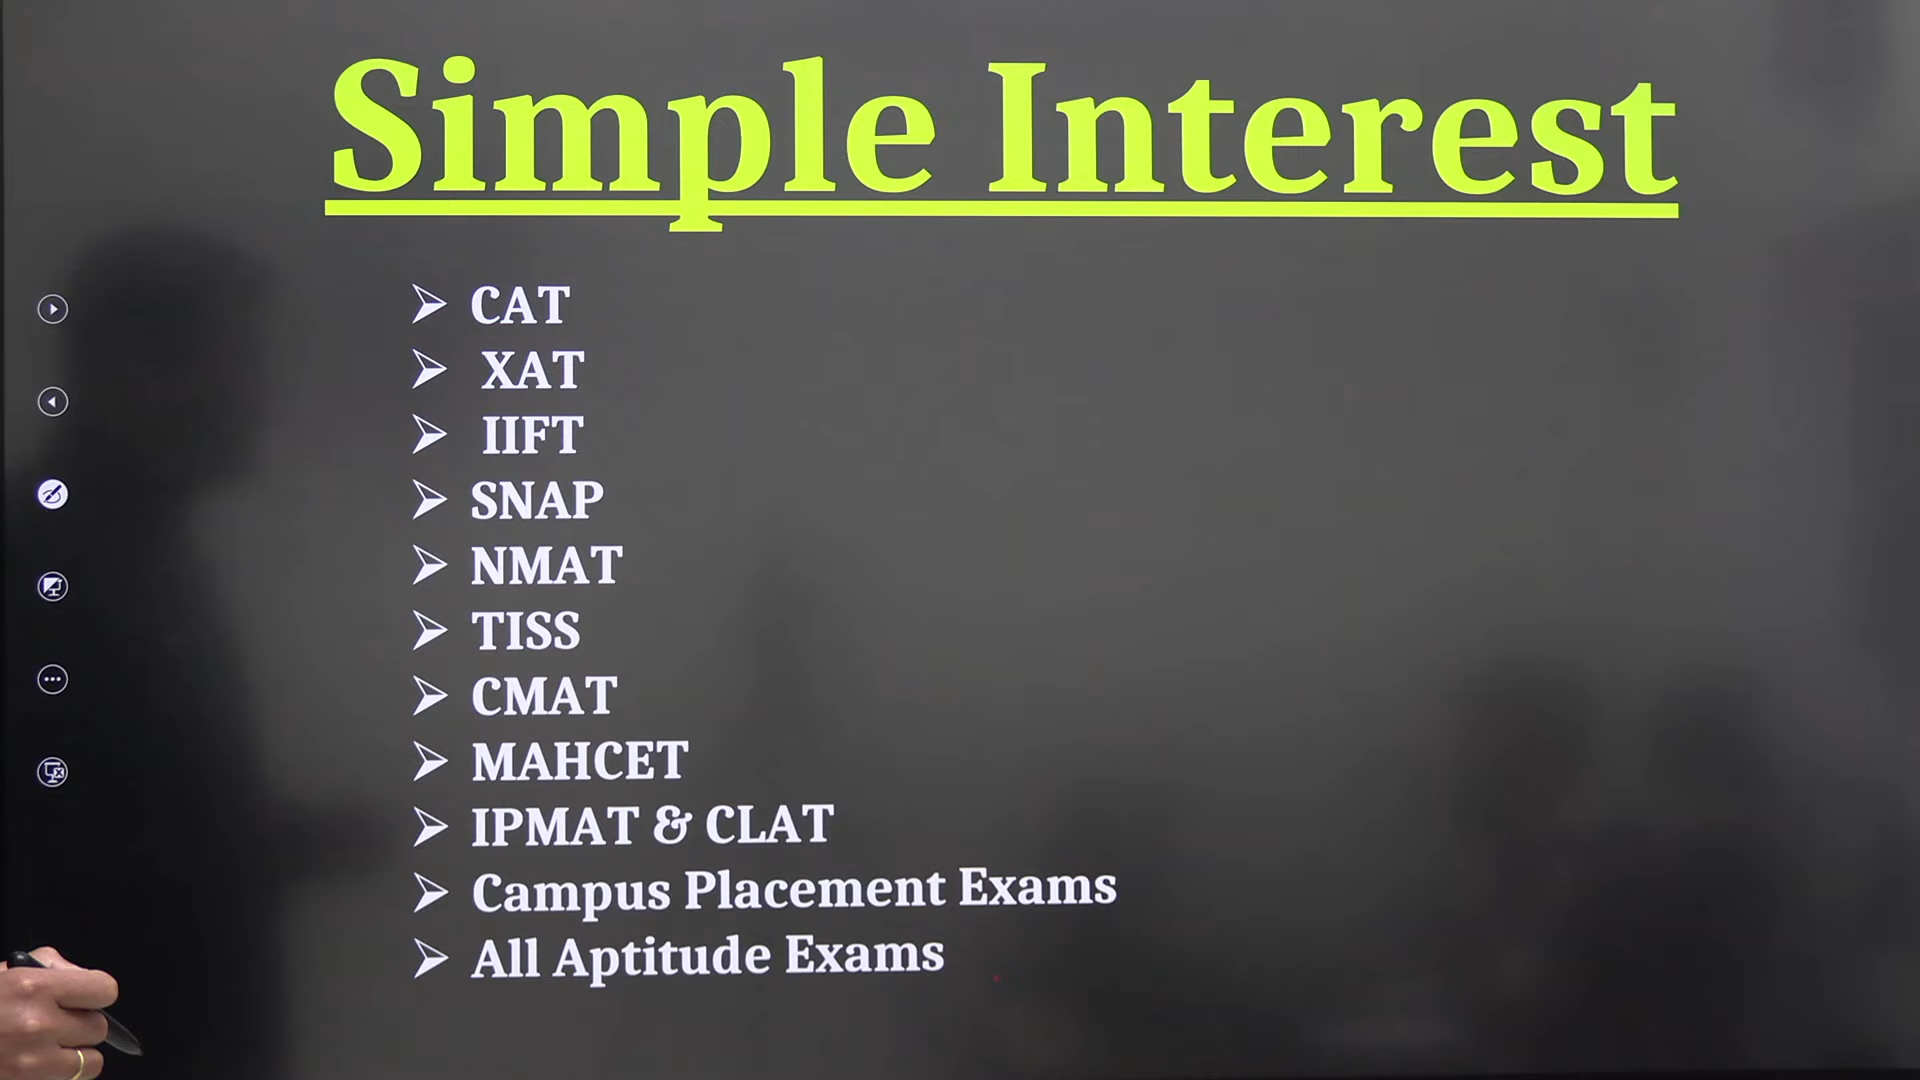 Simple Interest
CAT
XAT
IIFT
SNAP
NMAT
TISS
CMAT
MAHCET
IPMAT & CLAT
Campus Placement Exams
All Aptitude Exams